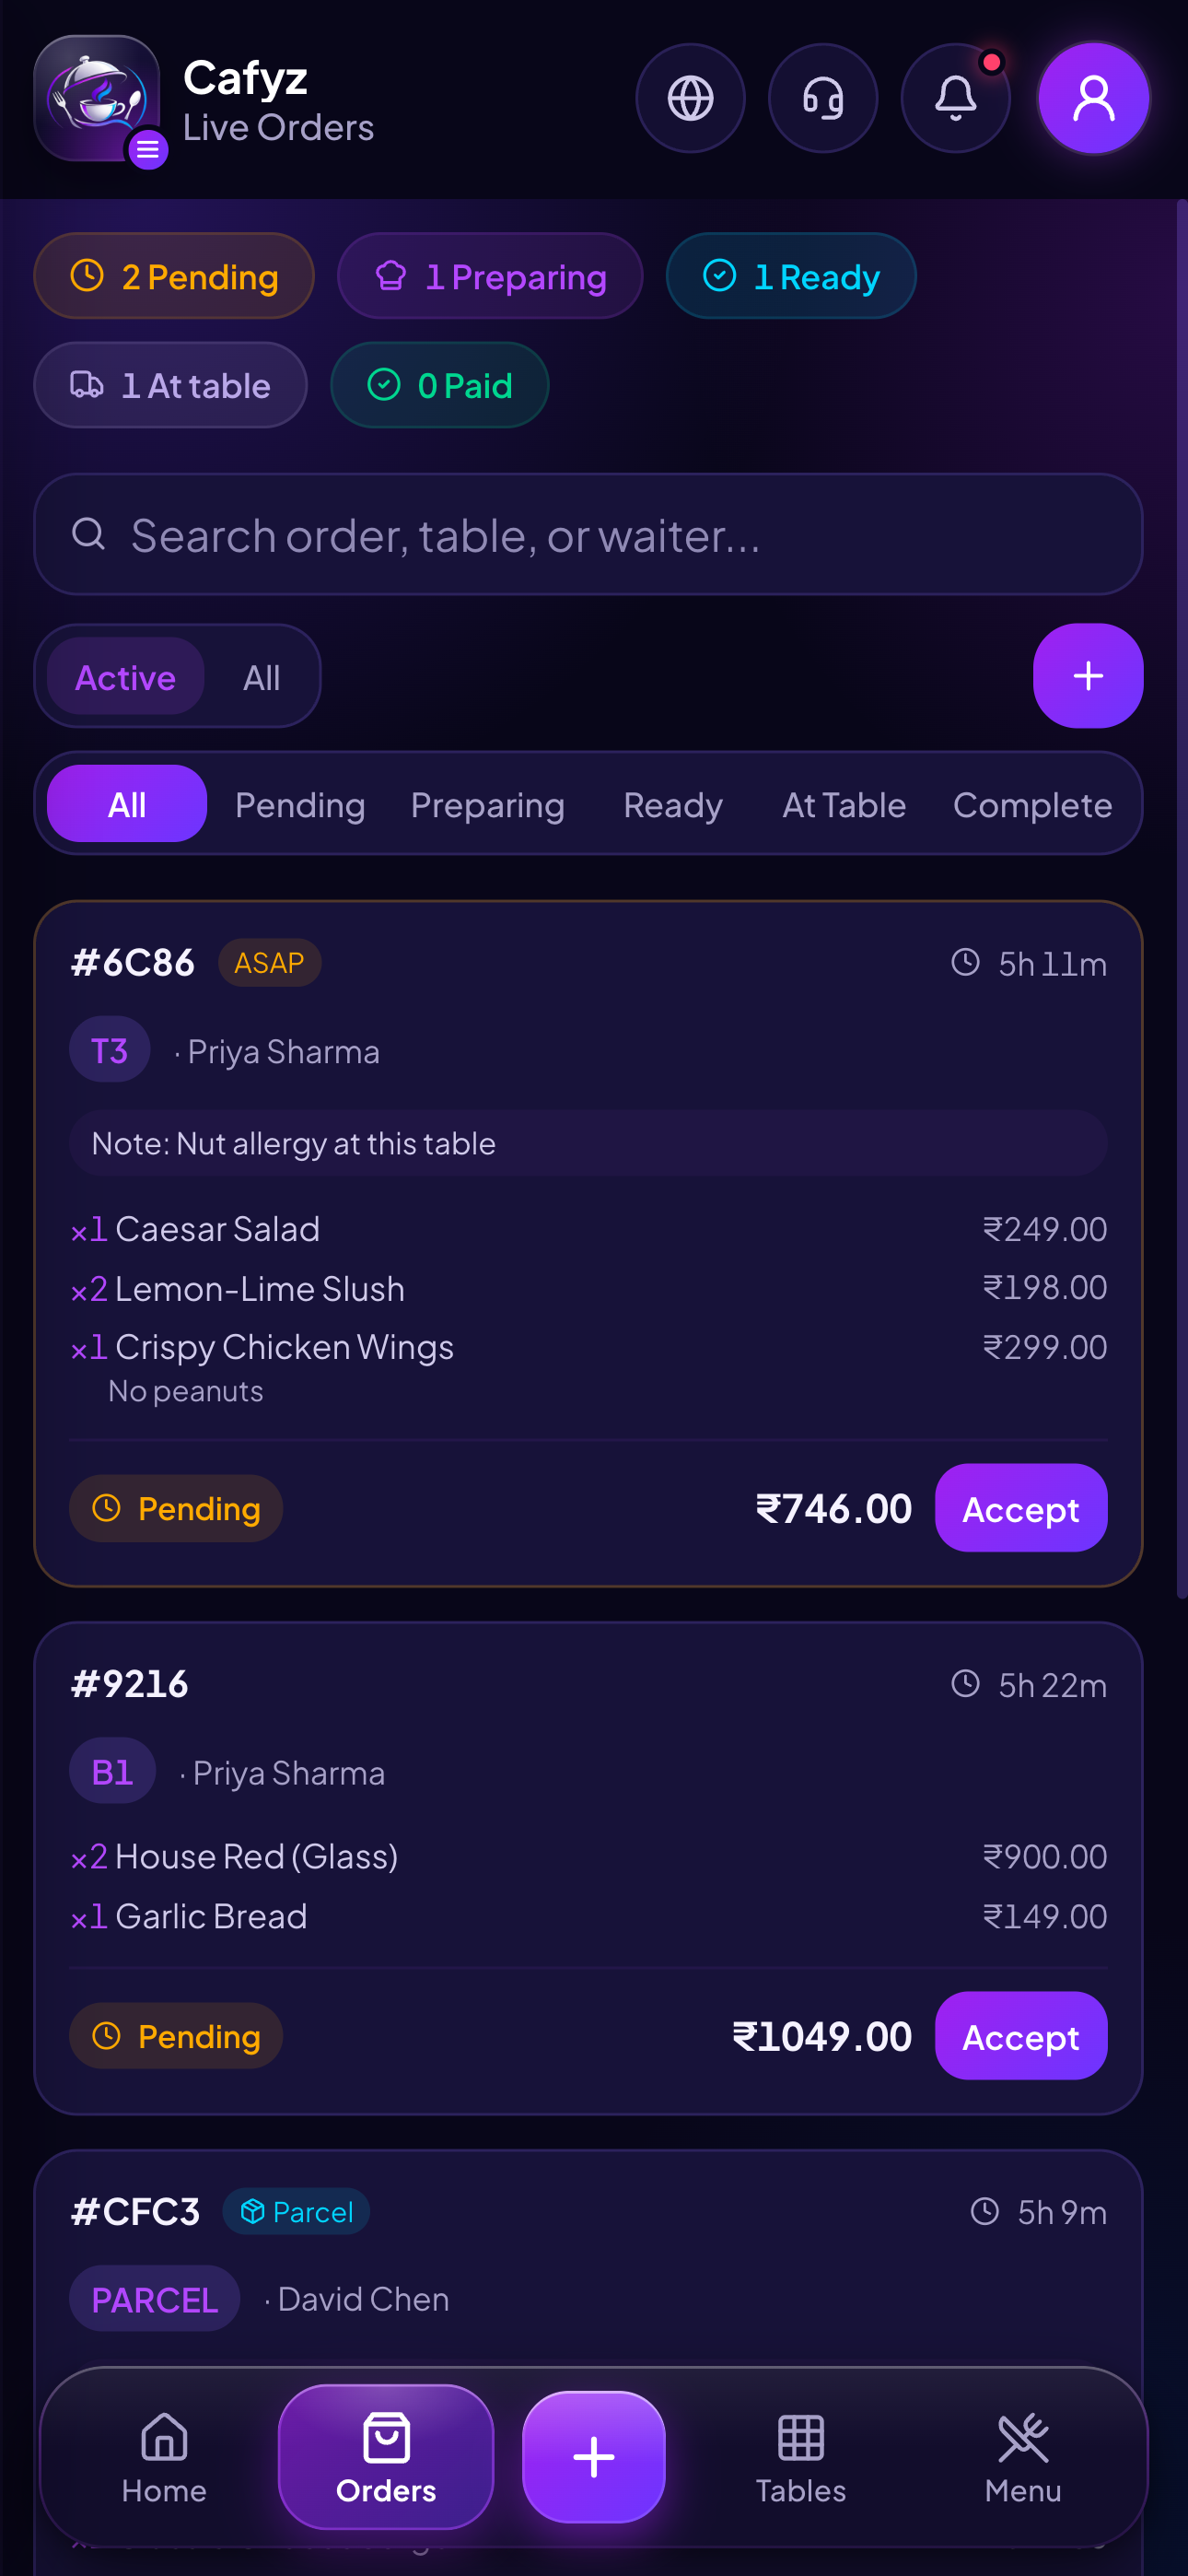 Cafyz
Live Orders
2 Pending
1 Preparing
1 Ready
1 At table
0 Paid
Search order, table, or waiter...
Active
All
All
Pending
Preparing
Ready
At Table
Complete
#6C86 ASAP 5h 11m
T3 · Priya Sharma
Note: Nut allergy at this table
×1 Caesar Salad ₹249.00
×2 Lemon-Lime Slush ₹198.00
×1 Crispy Chicken Wings ₹299.00
No peanuts
Pending ₹746.00 Accept
#9216 5h 22m
B1 · Priya Sharma
×2 House Red (Glass) ₹900.00
×1 Garlic Bread ₹149.00
Pending ₹1049.00 Accept
#CFC3 Parcel 5h 9m
PARCEL · David Chen
Home
Orders
Tables
Menu